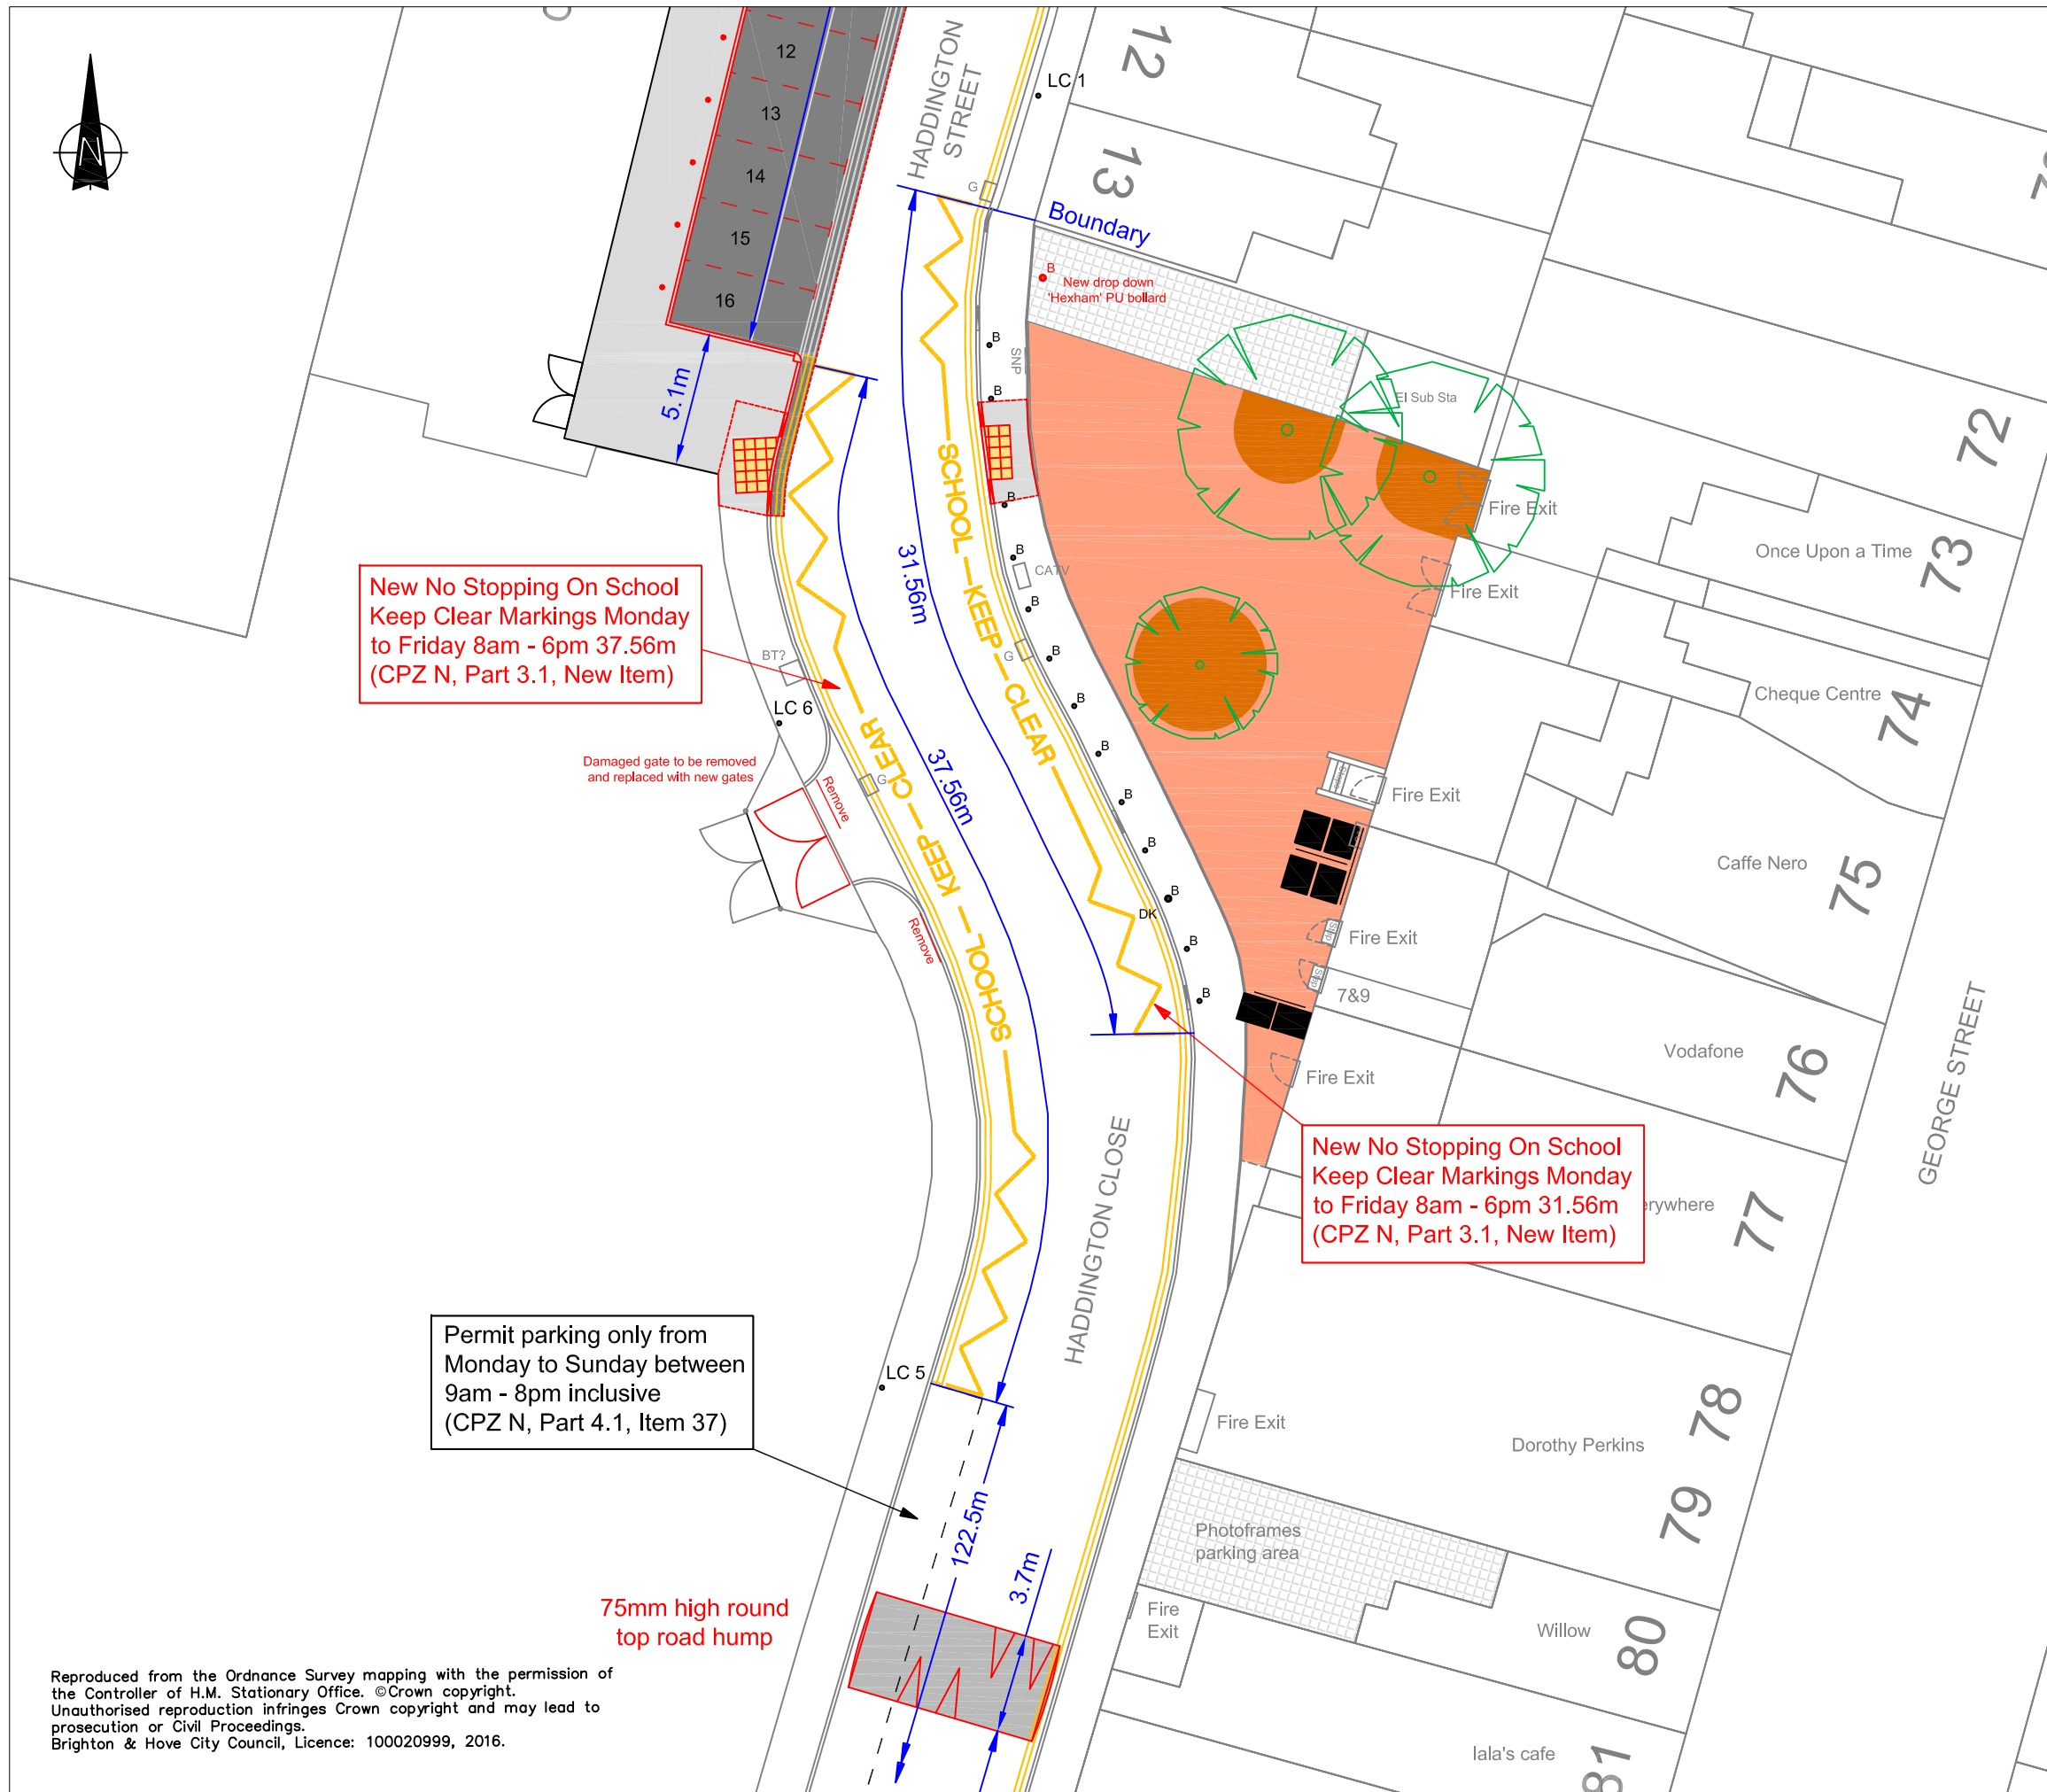 N
HADDINGTON
STREET
12
13
14
15
16
LC 1
12
13
G
Boundary
B
New drop down
'Hexham' PU bollard
5.1m
B
SNP
B
El Sub Sta
72
B
Fire Exit
Once Upon a Time
73
B
CATV
Fire Exit
31.56m
SCHOOL KEEP CLEAR
New No Stopping On School
Keep Clear Markings Monday
to Friday 8am - 6pm 37.56m
(CPZ N, Part 3.1, New Item)
B
G
B
BT?
LC 6
B
Cheque Centre
74
Damaged gate to be removed
and replaced with new gates
Remove
G
37.56m
SCHOOL KEEP CLEAR
B
Steps
Fire Exit
B
B
Caffe Nero
75
B
DK
Remove
B
Step
Fire Exit
B
Step
7&9
Vodafone
76
Fire Exit
GEORGE STREET
HADDINGTON CLOSE
New No Stopping On School
Keep Clear Markings Monday
to Friday 8am - 6pm 31.56m
(CPZ N, Part 3.1, New Item)
erywhere
77
Permit parking only from
Monday to Sunday between
9am - 8pm inclusive
(CPZ N, Part 4.1, Item 37)
LC 5
Fire Exit
Dorothy Perkins
78
79
122.5m
3.7m
Photoframes
parking area
75mm high round
top road hump
Fire
Exit
Willow
80
lala's cafe
81
Reproduced from the Ordnance Survey mapping with the permission of
the Controller of H.M. Stationary Office. ©Crown copyright.
Unauthorised reproduction infringes Crown copyright and may lead to
prosecution or Civil Proceedings.
Brighton & Hove City Council, Licence: 100020999, 2016.